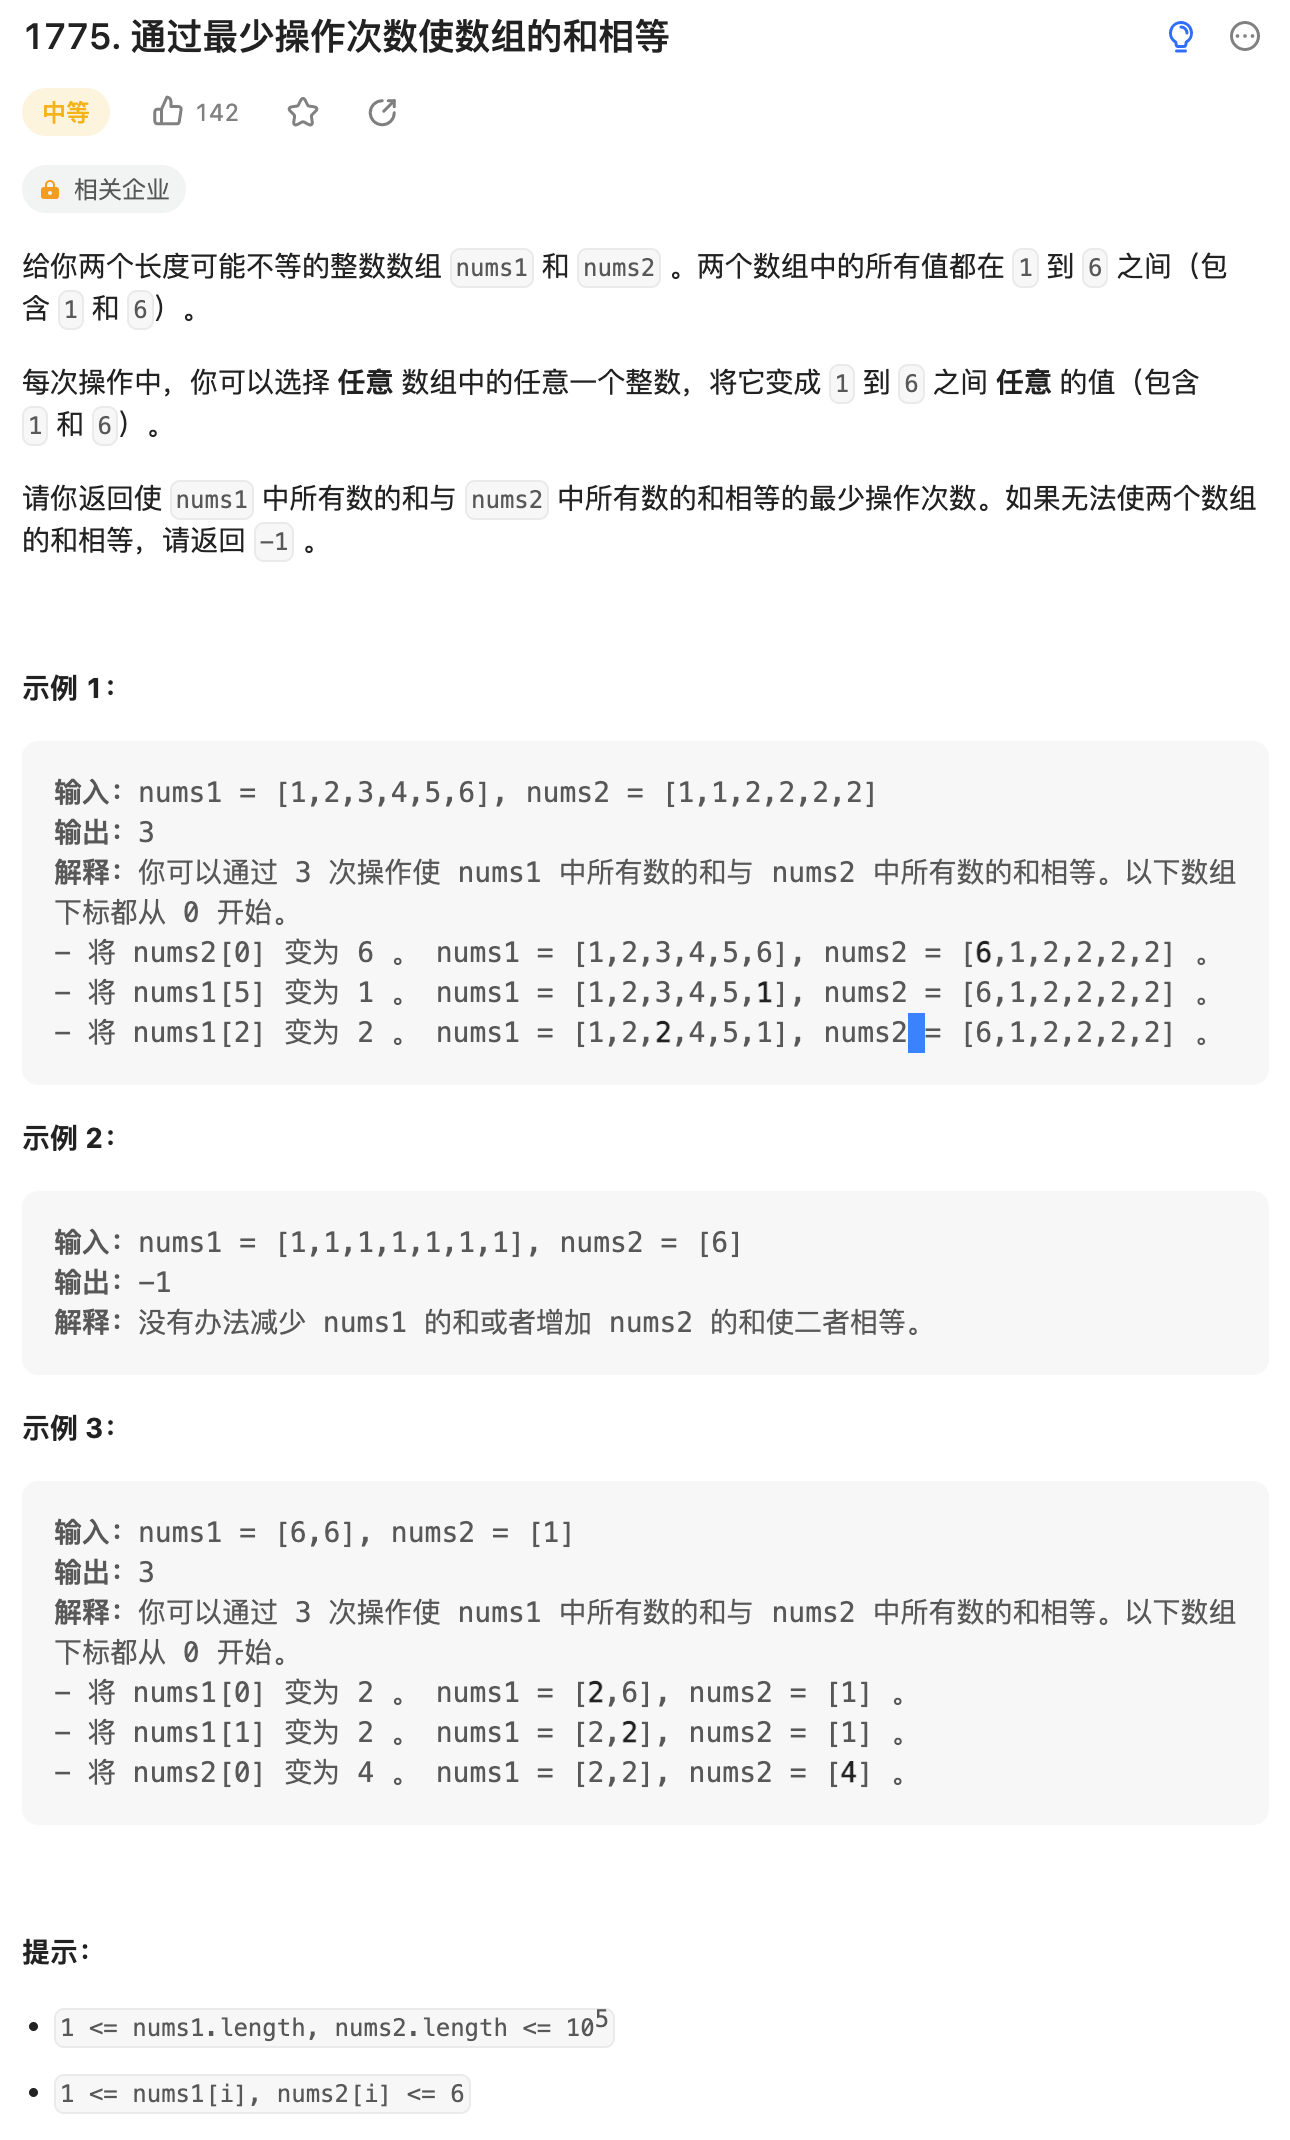 1775. 通过最少操作次数使数组的和相等
中等 142
相关企业
给你两个长度可能不等的整数数组 nums1 和 nums2 。两个数组中的所有值都在 1 到 6 之间（包
含 1 和 6）。
每次操作中，你可以选择 任意 数组中的任意一个整数，将它变成 1 到 6 之间 任意 的值（包含
1 和 6）。
请你返回使 nums1 中所有数的和与 nums2 中所有数的和相等的最少操作次数。如果无法使两个数组
的和相等，请返回 -1 。
示例 1：
输入：nums1 = [1,2,3,4,5,6], nums2 = [1,1,2,2,2,2]
输出：3
解释：你可以通过 3 次操作使 nums1 中所有数的和与 nums2 中所有数的和相等。以下数组
下标都从 0 开始。
- 将 nums2[0] 变为 6 。 nums1 = [1,2,3,4,5,6], nums2 = [6,1,2,2,2,2] 。
- 将 nums1[5] 变为 1 。 nums1 = [1,2,3,4,5,1], nums2 = [6,1,2,2,2,2] 。
- 将 nums1[2] 变为 2 。 nums1 = [1,2,2,4,5,1], nums2 = [6,1,2,2,2,2] 。
示例 2：
输入：nums1 = [1,1,1,1,1,1,1], nums2 = [6]
输出：-1
解释：没有办法减少 nums1 的和或者增加 nums2 的和使二者相等。
示例 3：
输入：nums1 = [6,6], nums2 = [1]
输出：3
解释：你可以通过 3 次操作使 nums1 中所有数的和与 nums2 中所有数的和相等。以下数组
下标都从 0 开始。
- 将 nums1[0] 变为 2 。 nums1 = [2,6], nums2 = [1] 。
- 将 nums1[1] 变为 2 。 nums1 = [2,2], nums2 = [1] 。
- 将 nums2[0] 变为 4 。 nums1 = [2,2], nums2 = [4] 。
提示：
• 1 <= nums1.length, nums2.length <= 10⁵
• 1 <= nums1[i], nums2[i] <= 6